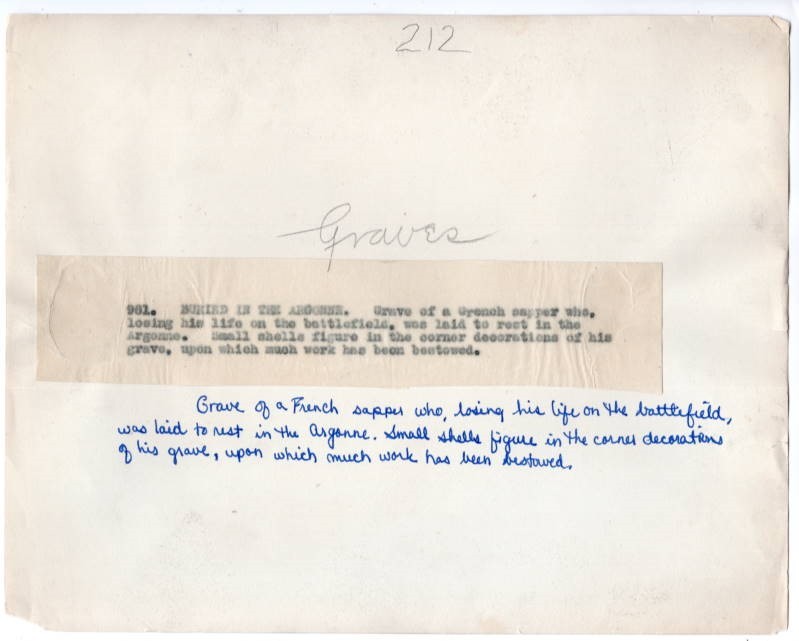 212
Graves
981. BURIED IN THE ARGONNE. Grave of a Grench sapper who,
losing his life on the battlefield, was laid to rest in the
Argonne. Small shells figure in the corner decorations of his
grave, upon which much work has been bestowed.
Grave of a French sapper who, losing his life on the battlefield,
was laid to rest in the Argonne. Small shells figure in the corner decorations
of his grave, upon which much work has been bestowed.